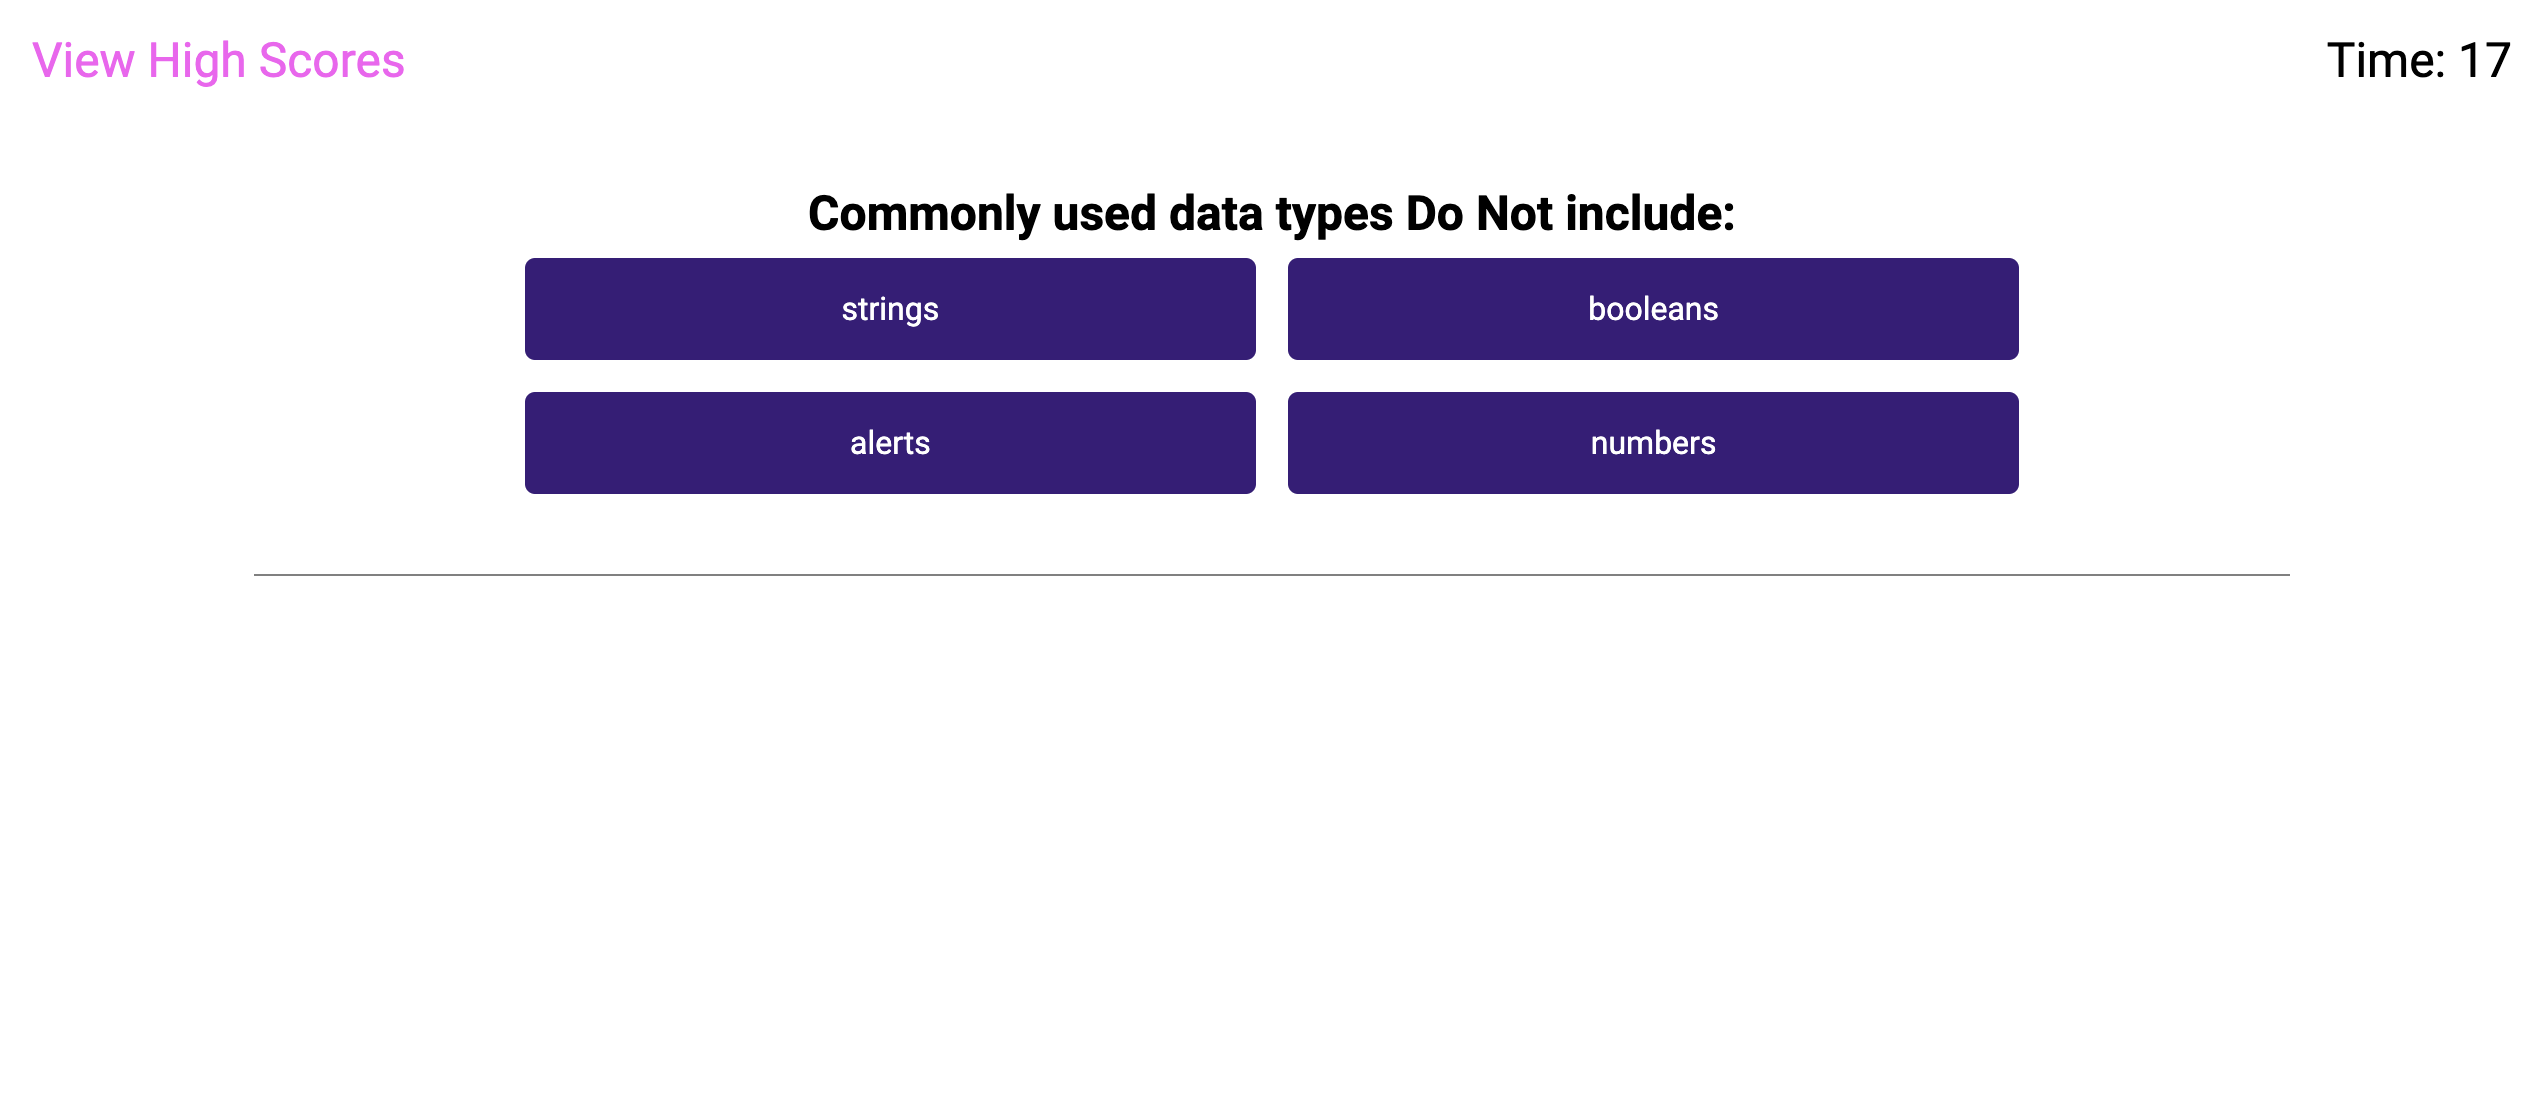 View High Scores
Time: 17
Commonly used data types Do Not include:
strings
booleans
alerts
numbers